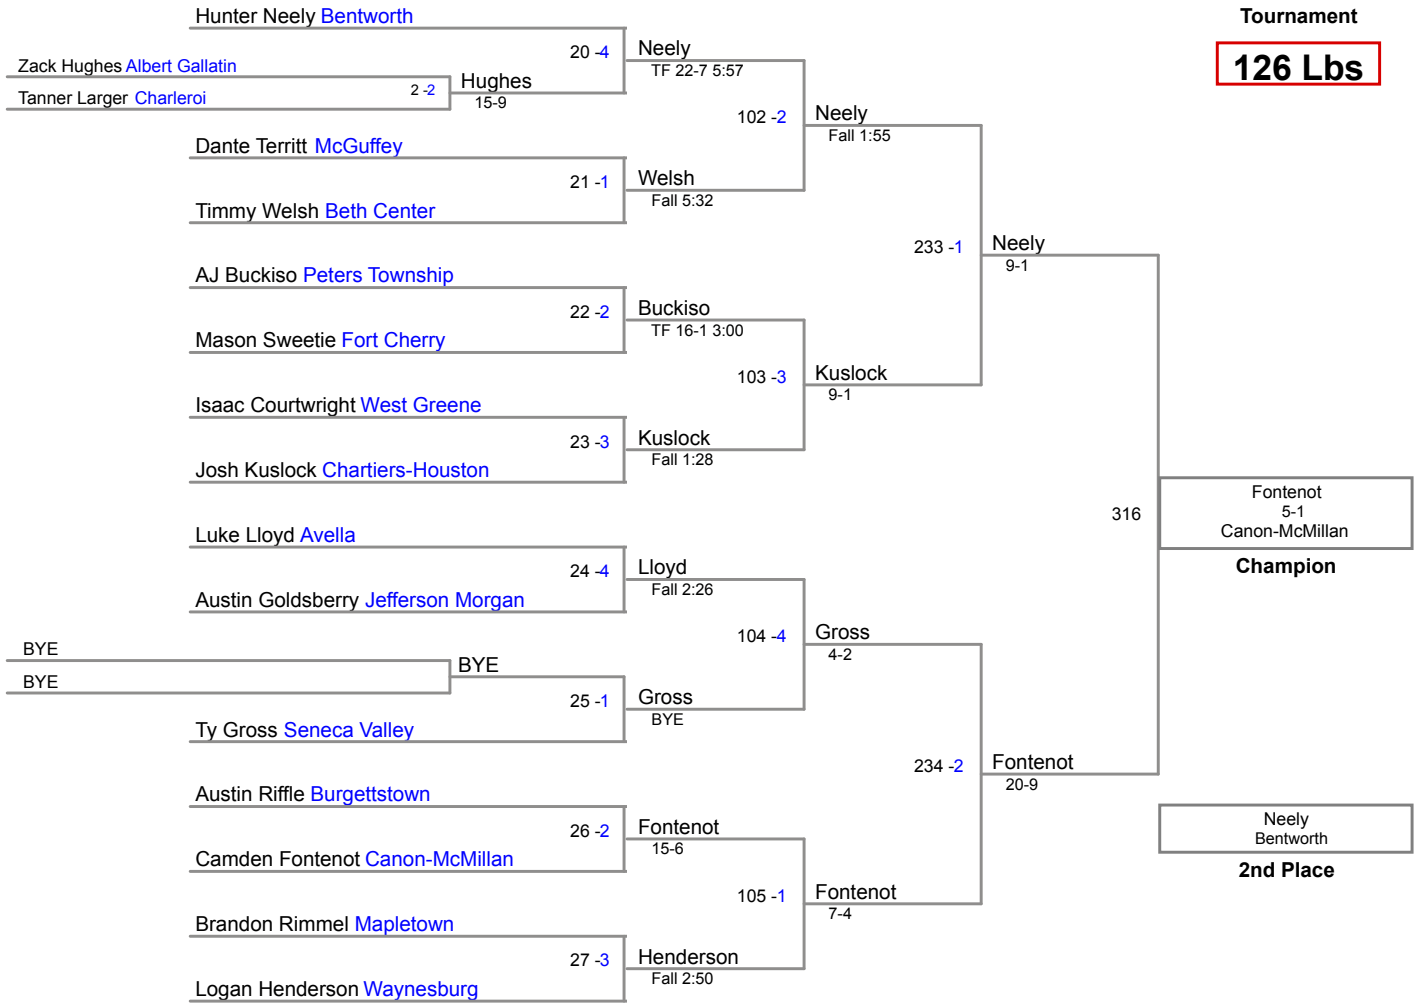 Tournament
126 Lbs
Hunter Neely Bentworth
20 -4
Neely
TF 22-7 5:57
Zack Hughes Albert Gallatin
2 -2
Hughes
15-9
Tanner Larger Charleroi
102 -2
Neely
Fall 1:55
Dante Territt McGuffey
21 -1
Welsh
Fall 5:32
Timmy Welsh Beth Center
233 -1
Neely
9-1
AJ Buckiso Peters Township
22 -2
Buckiso
TF 16-1 3:00
Mason Sweetie Fort Cherry
103 -3
Kuslock
9-1
Isaac Courtwright West Greene
23 -3
Kuslock
Fall 1:28
Josh Kuslock Chartiers-Houston
316
Fontenot
5-1
Canon-McMillan
Champion
Luke Lloyd Avella
24 -4
Lloyd
Fall 2:26
Austin Goldsberry Jefferson Morgan
104 -4
Gross
4-2
BYE
BYE
BYE
25 -1
Gross
BYE
Ty Gross Seneca Valley
234 -2
Fontenot
20-9
Austin Riffle Burgettstown
26 -2
Fontenot
15-6
Camden Fontenot Canon-McMillan
Neely
Bentworth
2nd Place
105 -1
Fontenot
7-4
Brandon Rimmel Mapletown
27 -3
Henderson
Fall 2:50
Logan Henderson Waynesburg